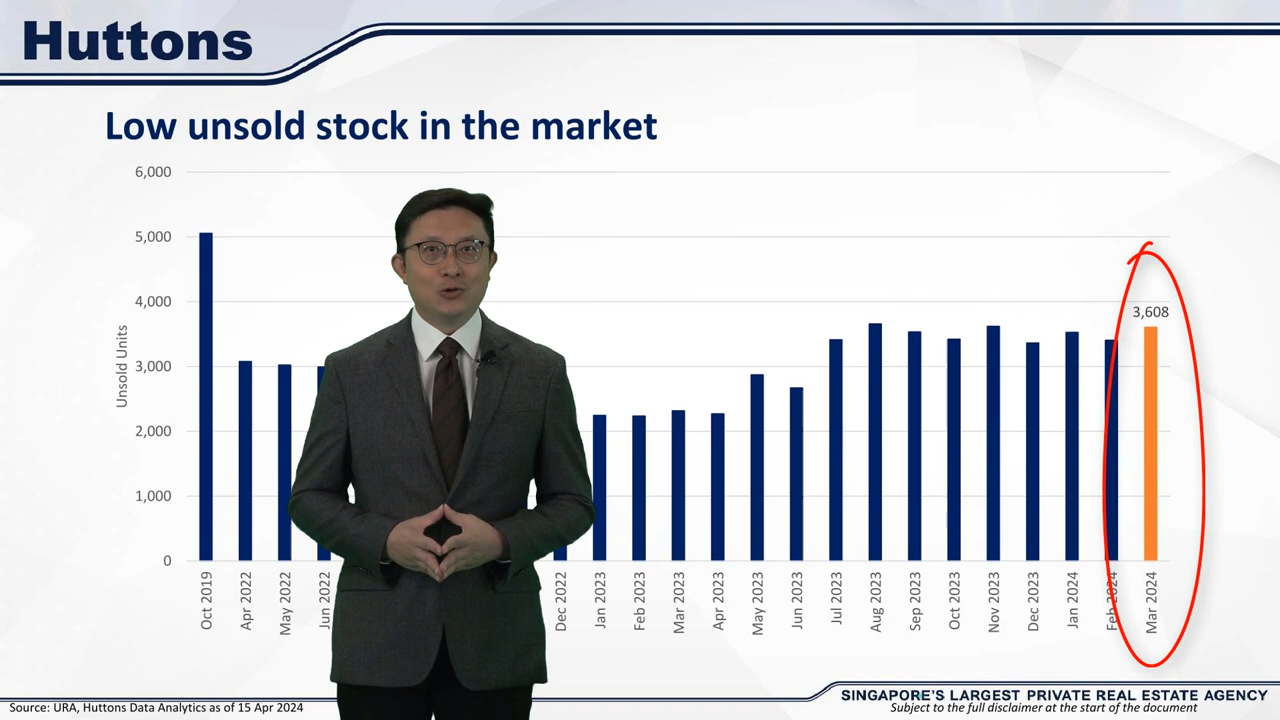 Huttons
Low unsold stock in the market
6,000
5,000
4,000
3,000
2,000
1,000
0
Unsold Units
3,608
Oct 2019
Apr 2022
May 2022
Jun 2022
Dec 2022
Jan 2023
Feb 2023
Mar 2023
Apr 2023
May 2023
Jun 2023
Jul 2023
Aug 2023
Sep 2023
Oct 2023
Nov 2023
Dec 2023
Jan 2024
Feb 2024
Mar 2024
SINGAPORE'S LARGEST PRIVATE REAL ESTATE AGENCY
Source: URA, Huttons Data Analytics as of 15 Apr 2024
Subject to the full disclaimer at the start of the document